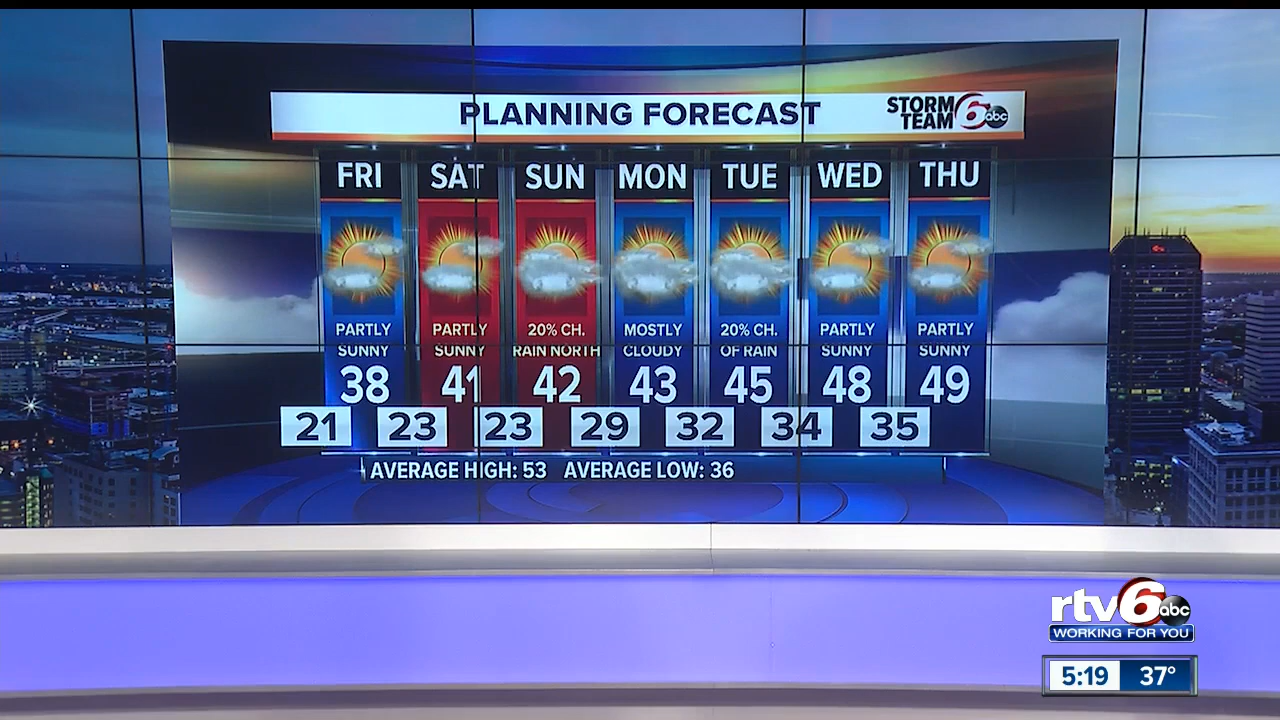 PLANNING FORECAST
STORM
TEAM 6 abc
FRI SAT SUN MON TUE WED THU
PARTLY PARTLY 20% CH. MOSTLY 20% CH. PARTLY PARTLY
SUNNY SUNNY RAIN NORTH CLOUDY OF RAIN SUNNY SUNNY
38 41 42 43 45 48 49
21 23 23 29 32 34 35
AVERAGE HIGH: 53 AVERAGE LOW: 36
rtv6 abc
WORKING FOR YOU
5:19 37°